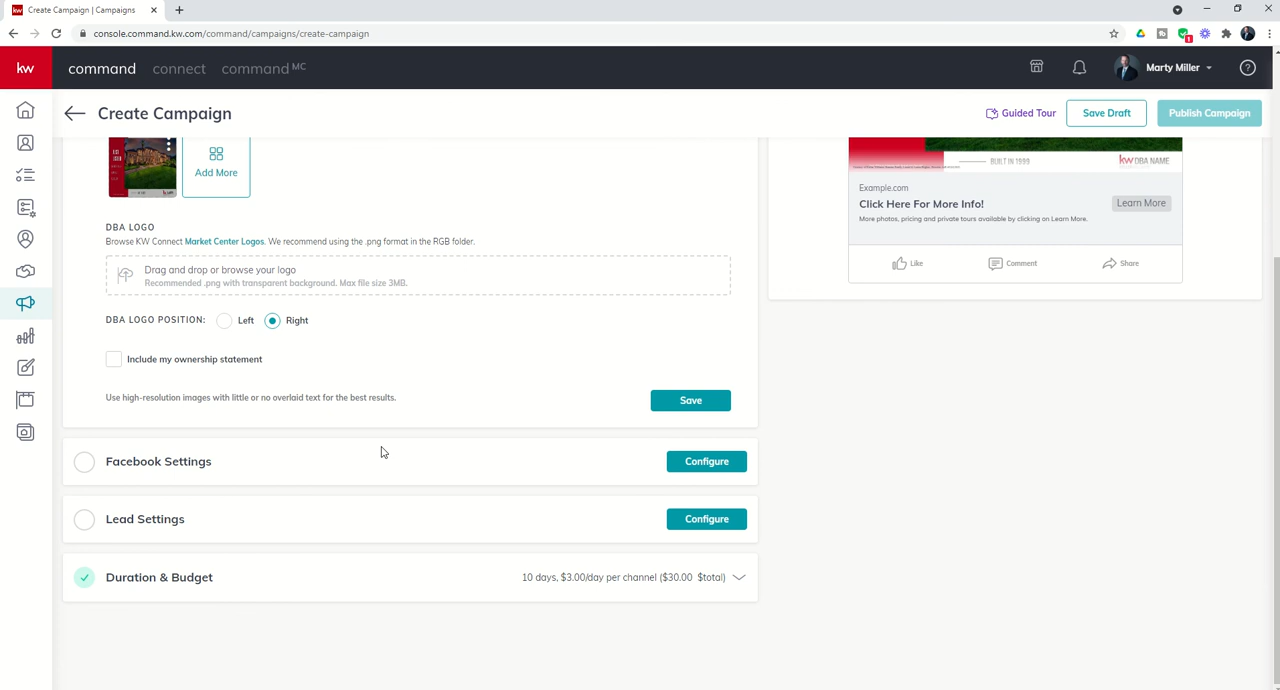 Create Campaign | Campaigns
console.command.kw.com/command/campaigns/create-campaign
kw
command
connect
command MC
Marty Miller
Create Campaign
Guided Tour
Save Draft
Publish Campaign
Add More
DBA LOGO
Browse KW Connect Market Center Logos. We recommend using the .png format in the RGB folder.
Drag and drop or browse your logo
Recommended .png with transparent background. Max file size 3MB.
DBA LOGO POSITION:
Left
Right
Include my ownership statement
Use high-resolution images with little or no overlaid text for the best results.
Save
Facebook Settings
Configure
Lead Settings
Configure
Duration & Budget
10 days, $3.00/day per channel ($30.00 $total)
BUILT IN 1999
kw DBA NAME
Example.com
Click Here For More Info!
More photos, pricing and private tours available by clicking on Learn More.
Learn More
Like
Comment
Share